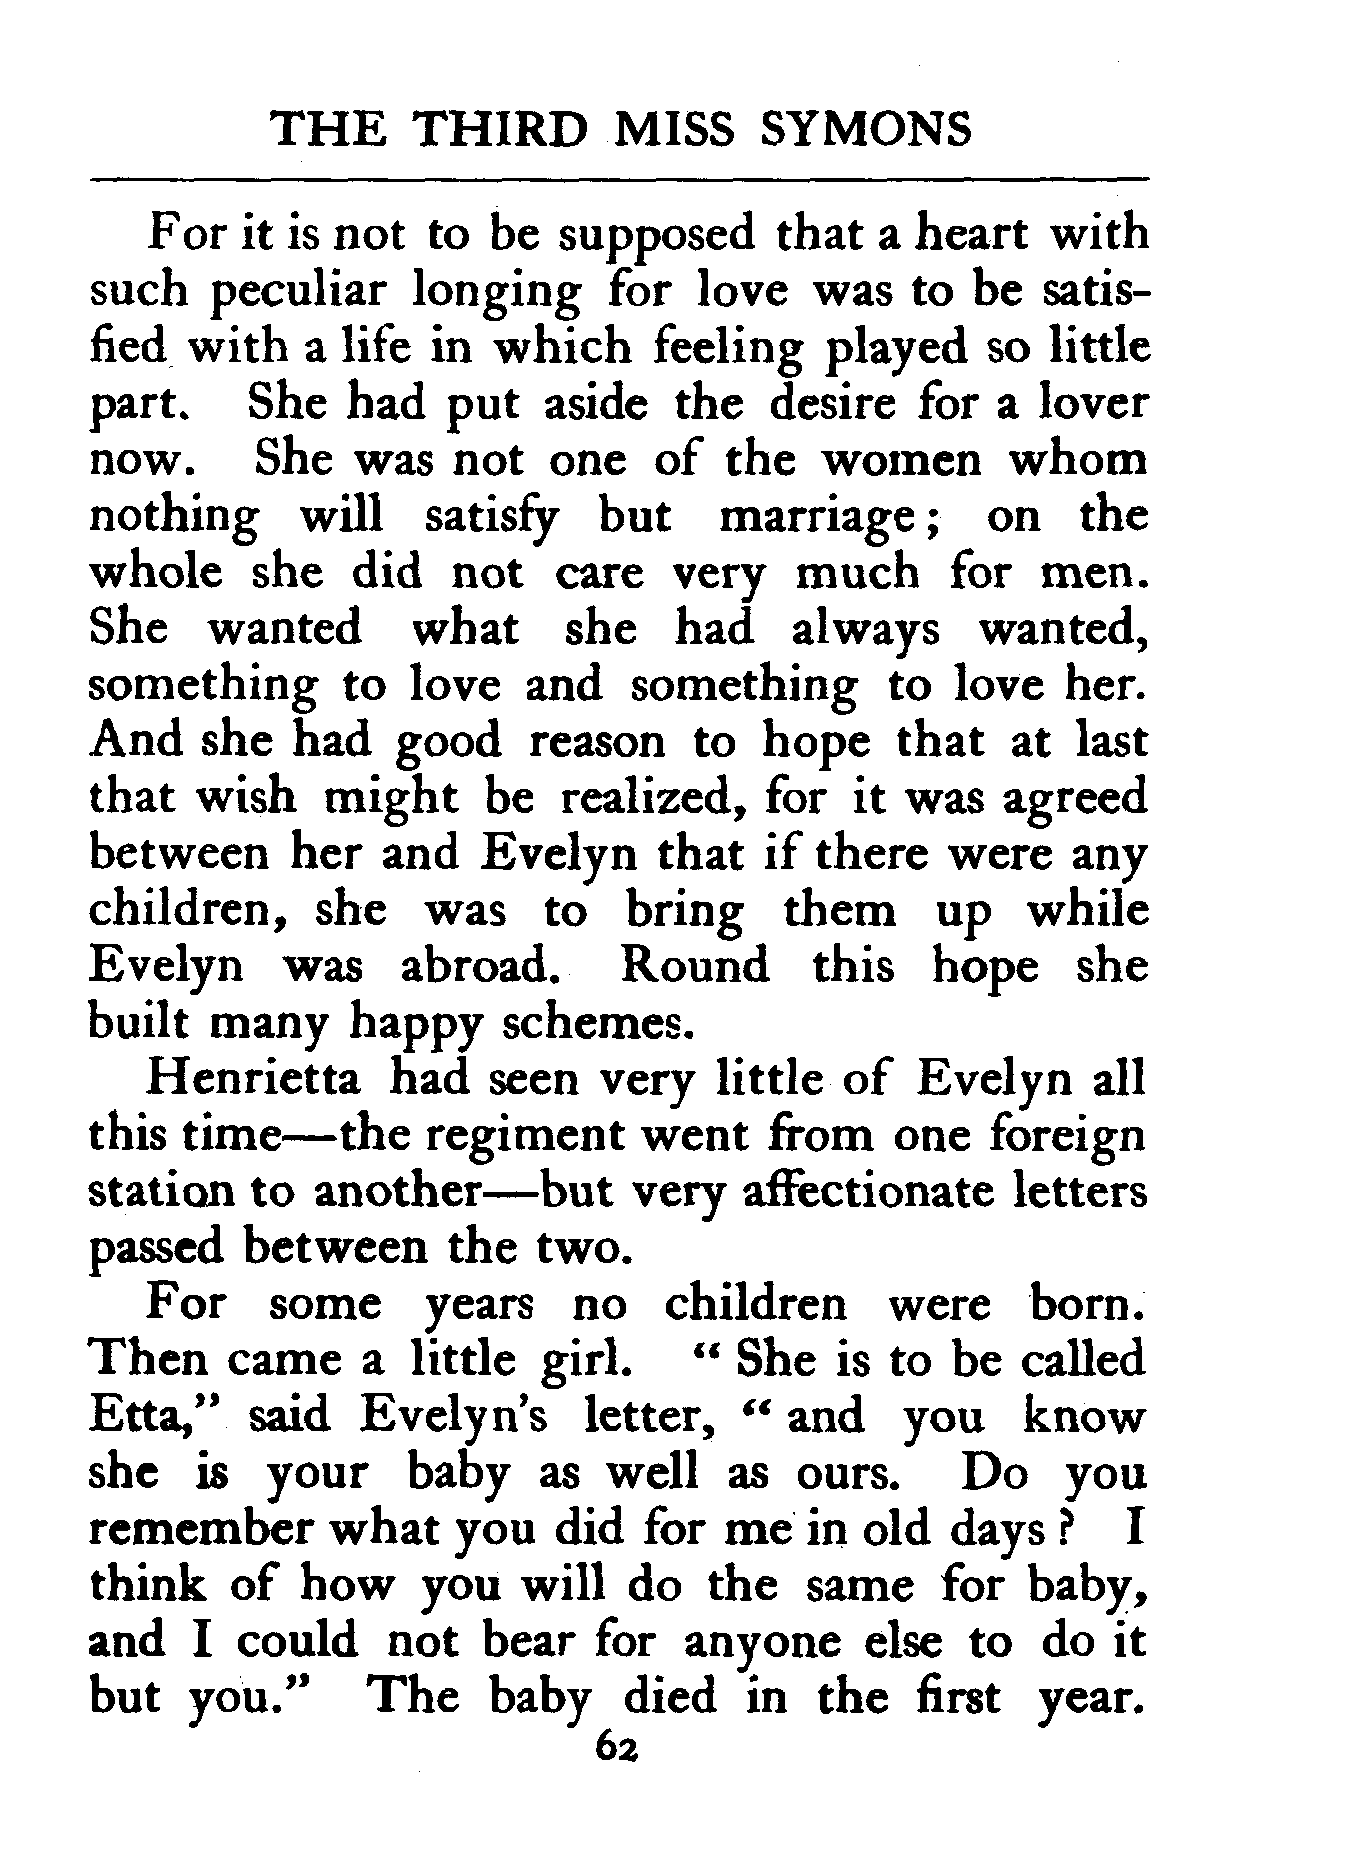 THE THIRD MISS SYMONS
For it is not to be supposed that a heart with
such peculiar longing for love was to be satis-
fied with a life in which feeling played so little
part. She had put aside the desire for a lover
now. She was not one of the women whom
nothing will satisfy but marriage ; on the
whole she did not care very much for men.
She wanted what she had always wanted,
something to love and something to love her.
And she had good reason to hope that at last
that wish might be realized, for it was agreed
between her and Evelyn that if there were any
children, she was to bring them up while
Evelyn was abroad. Round this hope she
built many happy schemes.
Henrietta had seen very little of Evelyn all
this time—the regiment went from one foreign
station to another—but very affectionate letters
passed between the two.
For some years no children were born.
Then came a little girl. “ She is to be called
Etta,” said Evelyn’s letter, “ and you know
she is your baby as well as ours. Do you
remember what you did for me in old days ? I
think of how you will do the same for baby,
and I could not bear for anyone else to do it
but you.” The baby died in the first year.
62